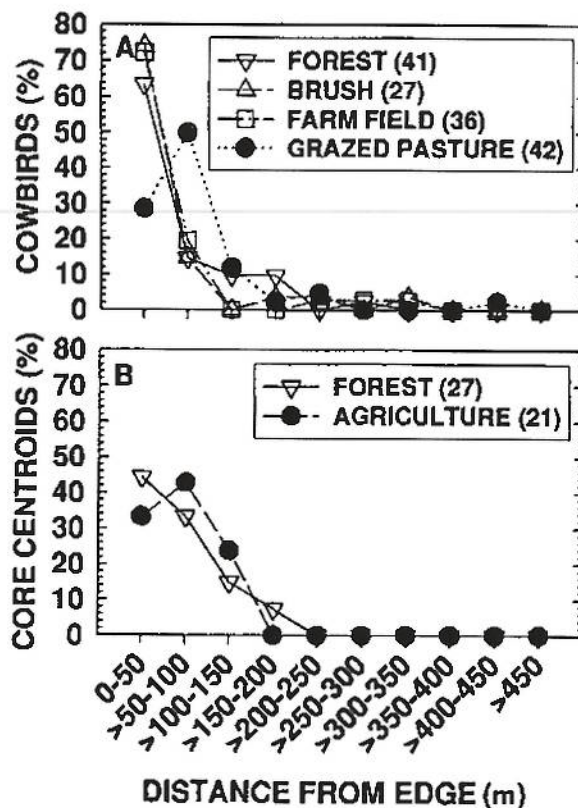 80
70
60
50
40
30
20
10
0
COWBIRDS (%)
A
FOREST (41)
BRUSH (27)
FARM FIELD (36)
GRAZED PASTURE (42)
80
70
60
50
40
30
20
10
0
CORE CENTROIDS (%)
B
FOREST (27)
AGRICULTURE (21)
0-50
>50-100
>100-150
>150-200
>200-250
>250-300
>300-350
>350-400
>400-450
>450
DISTANCE FROM EDGE (m)